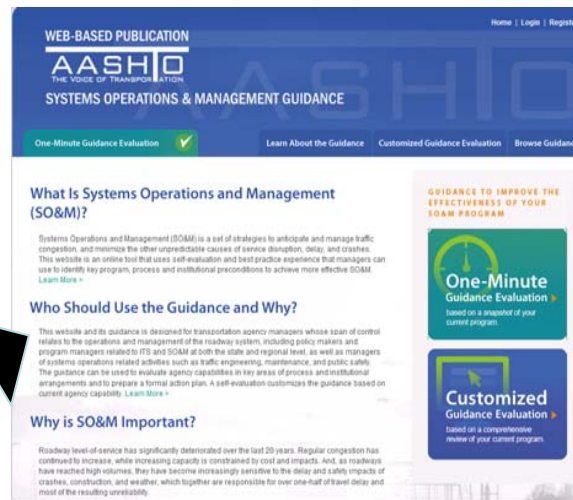 Home | Login | Registe
WEB-BASED PUBLICATION
AASHTO
THE VOICE OF TRANSPORTATION
SYSTEMS OPERATIONS & MANAGEMENT GUIDANCE
AASHTO
One-Minute Guidance Evaluation
Learn About the Guidance
Customized Guidance Evaluation
Browse Guidanc
What Is Systems Operations and Management
(SO&M)?
Systems Operations and Management (SO&M) is a set of strategies to anticipate and manage traffic
congestion, and minimize the other unpredictable causes of service disruption, delay, and crashes.
This website is an online tool that uses self-evaluation and best practice experience that managers can
use to identify key program, process and institutional preconditions to achieve more effective SO&M.
Learn More »
Who Should Use the Guidance and Why?
This website and its guidance is designed for transportation agency managers whose span of control
relates to the operations and management of the roadway system, including policy makers and
program managers related to ITS and SO&M at both the state and regional level, as well as managers
of systems operations related activities such as traffic engineering, maintenance, and public safety.
The guidance can be used to evaluate agency capabilities in key areas of process and institutional
arrangements and to prepare a formal action plan. A self-evaluation customizes the guidance based on
current agency capability. Learn More »
Why is SO&M Important?
Roadway level-of-service has significantly deteriorated over the last 20 years. Regular congestion has
continued to increase, while increasing capacity is constrained by cost and impacts. And, as roadways
have reached high volumes, they have become increasingly sensitive to the delay and safety impacts of
crashes, construction, and weather, which together are responsible for over one-half of travel delay and
most of the resulting unreliability.
GUIDANCE TO IMPROVE THE
EFFECTIVENESS OF YOUR
SO&M PROGRAM
One-Minute
Guidance Evaluation
based on a snapshot of your
current program.
Customized
Guidance Evaluation
based on a comprehensive
review of your current program.